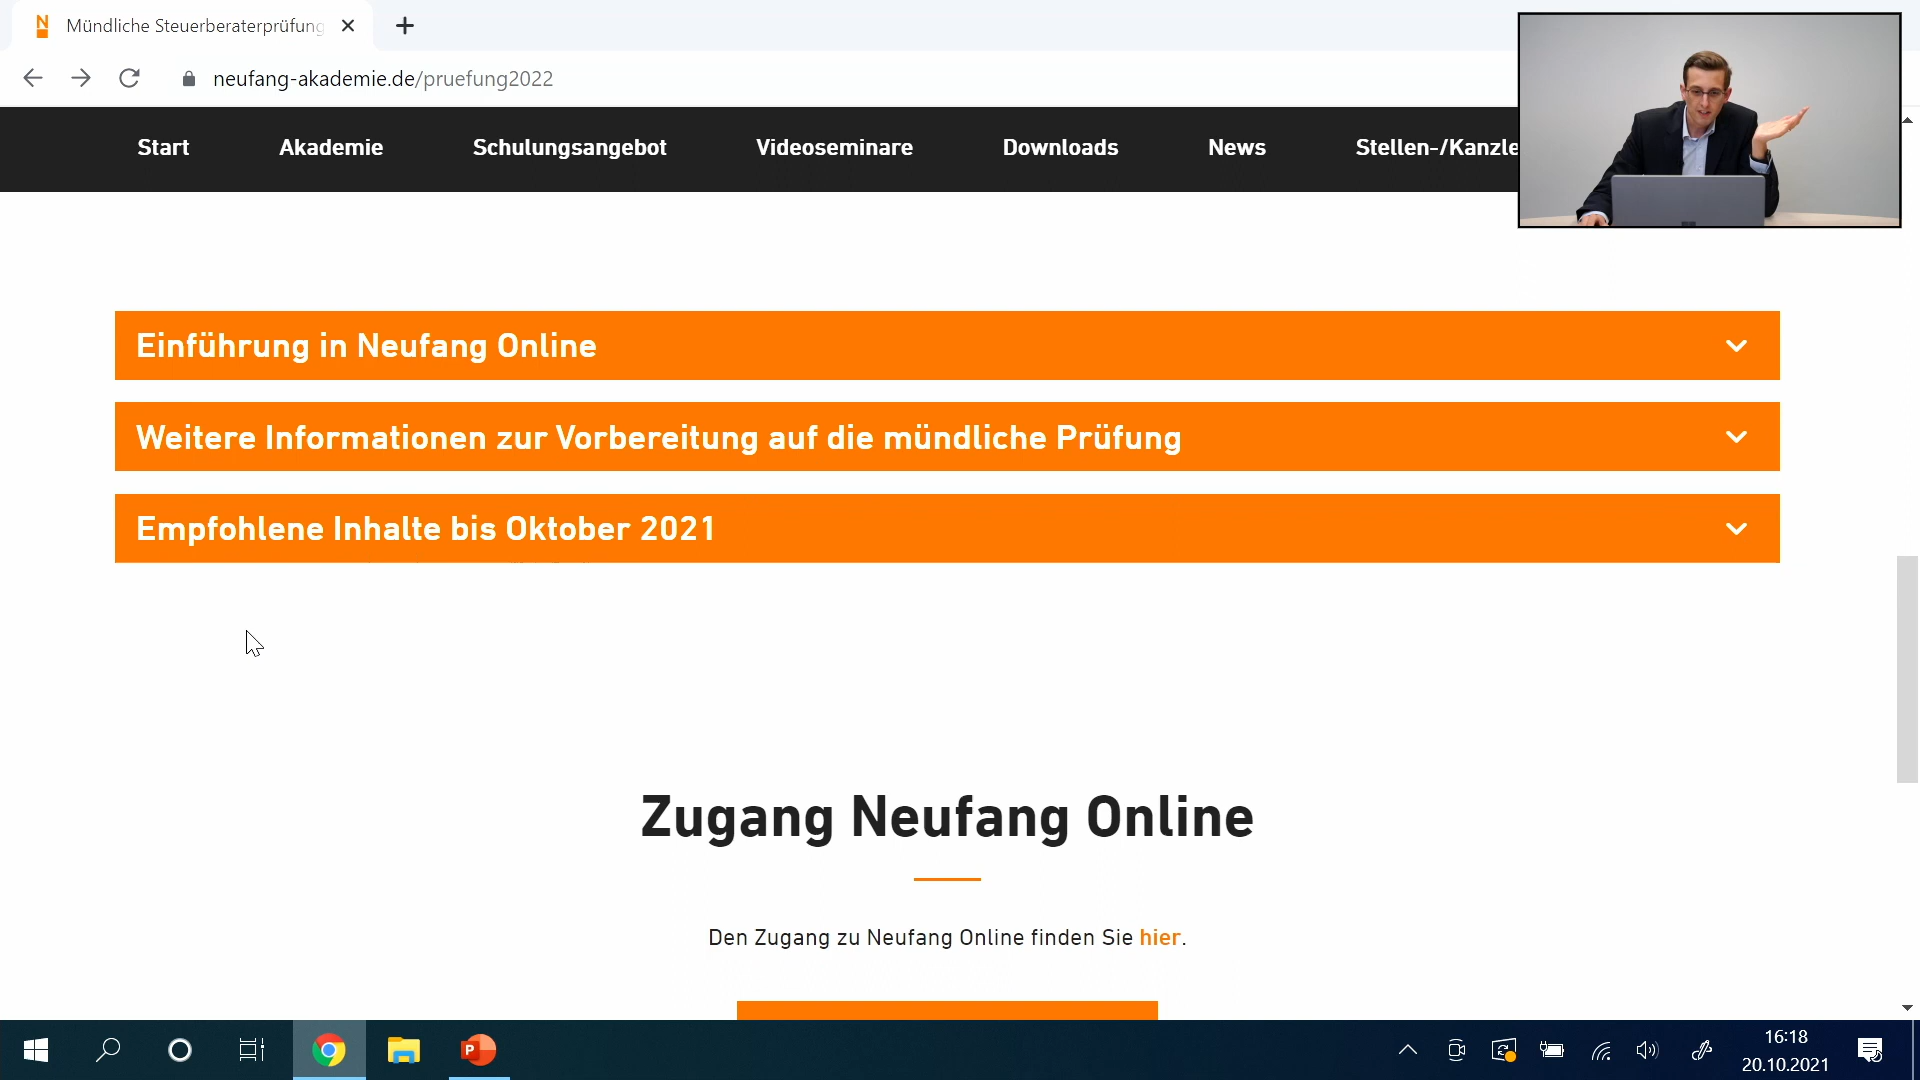 Mündliche Steuerberaterprüfung
neufang-akademie.de/pruefung2022
Start Akademie Schulungsangebot Videoseminare Downloads News Stellen-/Kanzle
Einführung in Neufang Online
Weitere Informationen zur Vorbereitung auf die mündliche Prüfung
Empfohlene Inhalte bis Oktober 2021
Zugang Neufang Online
Den Zugang zu Neufang Online finden Sie hier.
16:18
20.10.2021